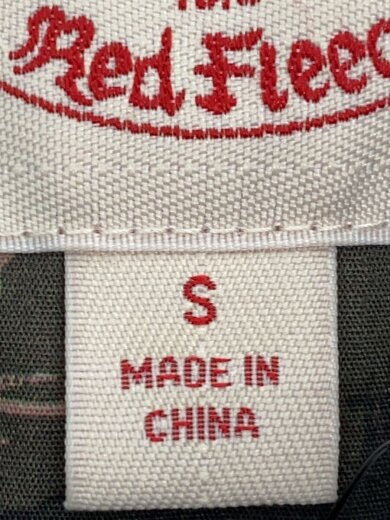 Red Fleec
S
MADE IN
CHINA